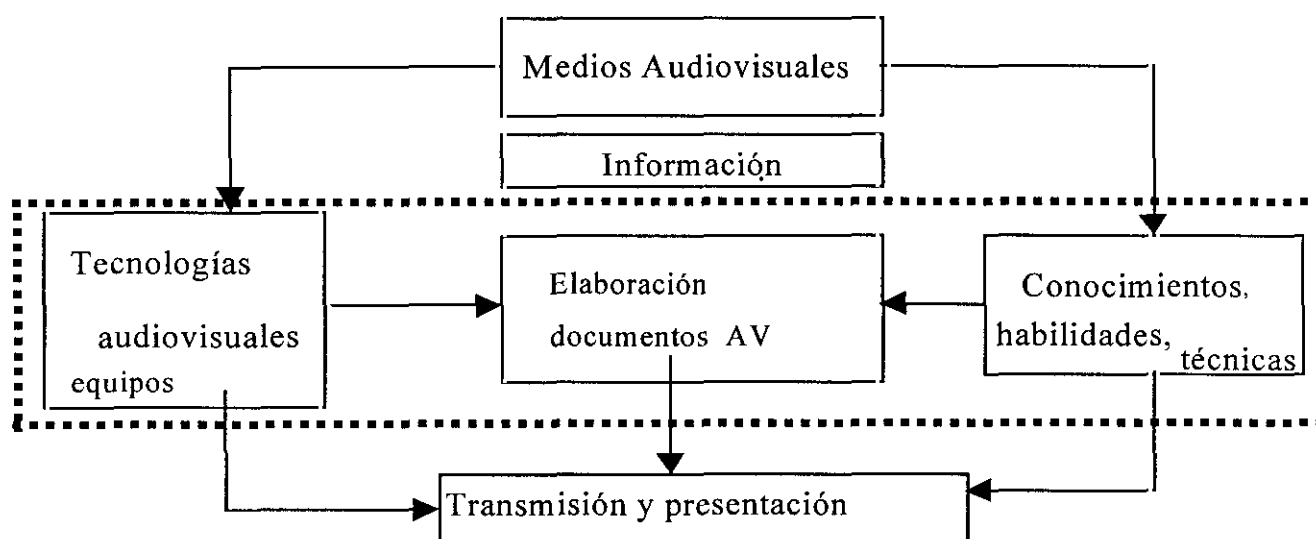 Medios Audiovisuales
Información
Tecnologías
audiovisuales
equipos
Elaboración
documentos AV
Conocimientos,
habilidades,
técnicas
Transmisión y presentación